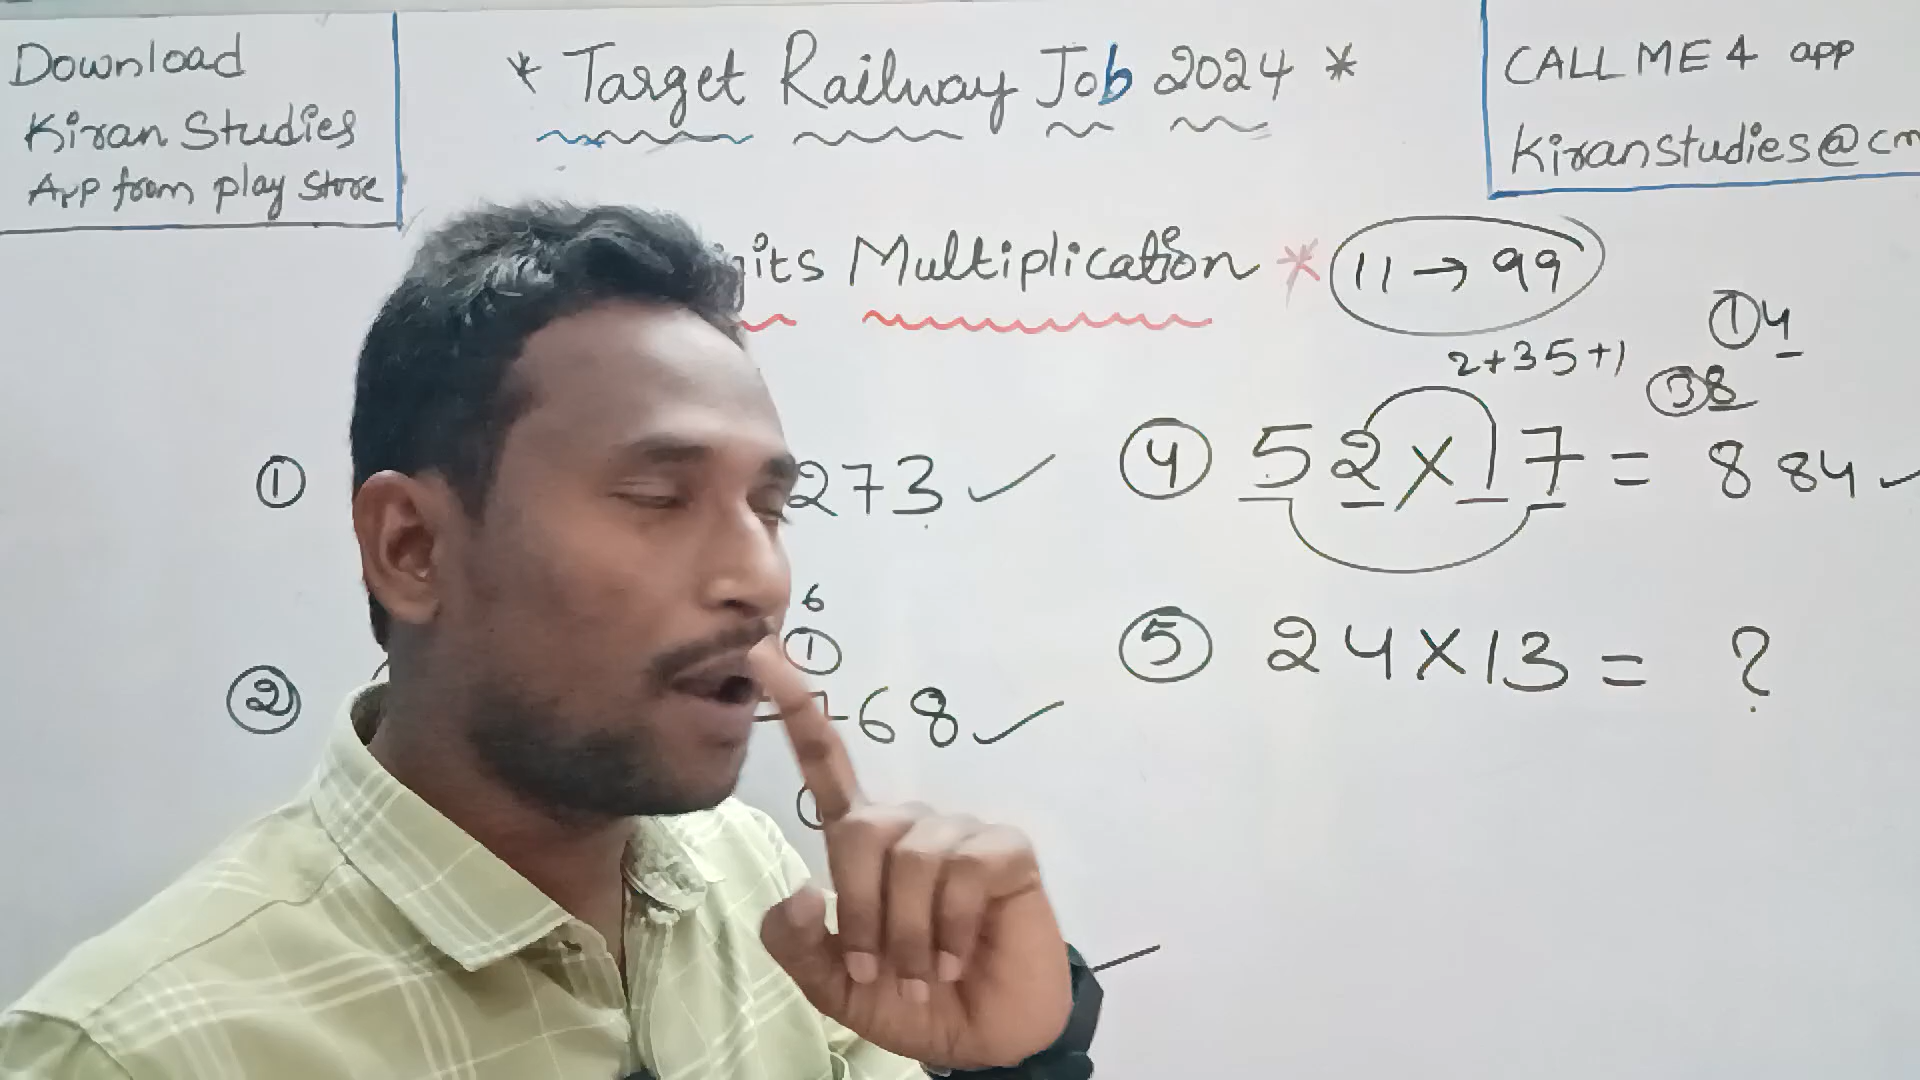 Download
Kiran Studies
App from play store
* Target Railway Job 2024 *
CALL ME 4 app
kiranstudies@cm
Multiplication * 11 → 99
① 273 ✓
6
①
② 68 ✓
2+35+1
①4
③8
④ 52×17 = 884 ✓
⑤ 24×13 = ?